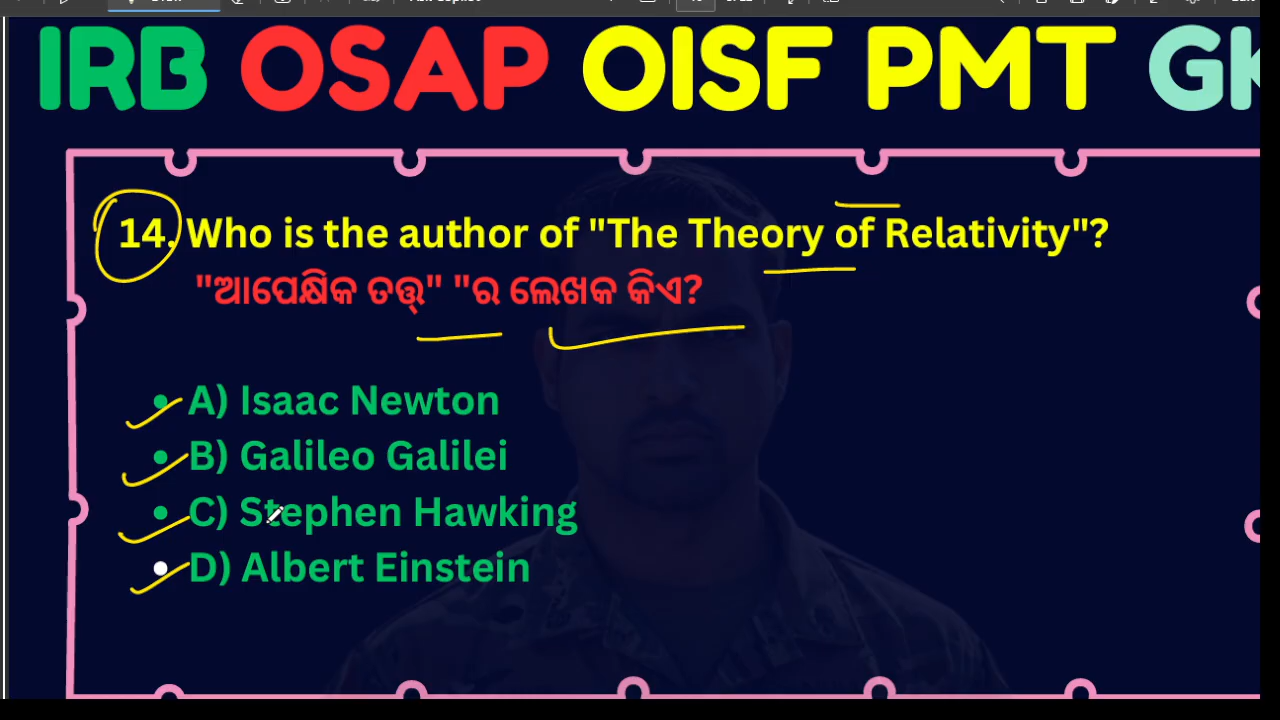 IRB OSAP OISF PMT GK
14. Who is the author of "The Theory of Relativity"?
"ଆପେକ୍ଷିକ ତତ୍ତ୍ୱ" "ର ଲେଖକ କିଏ?
A) Isaac Newton
B) Galileo Galilei
C) Stephen Hawking
D) Albert Einstein